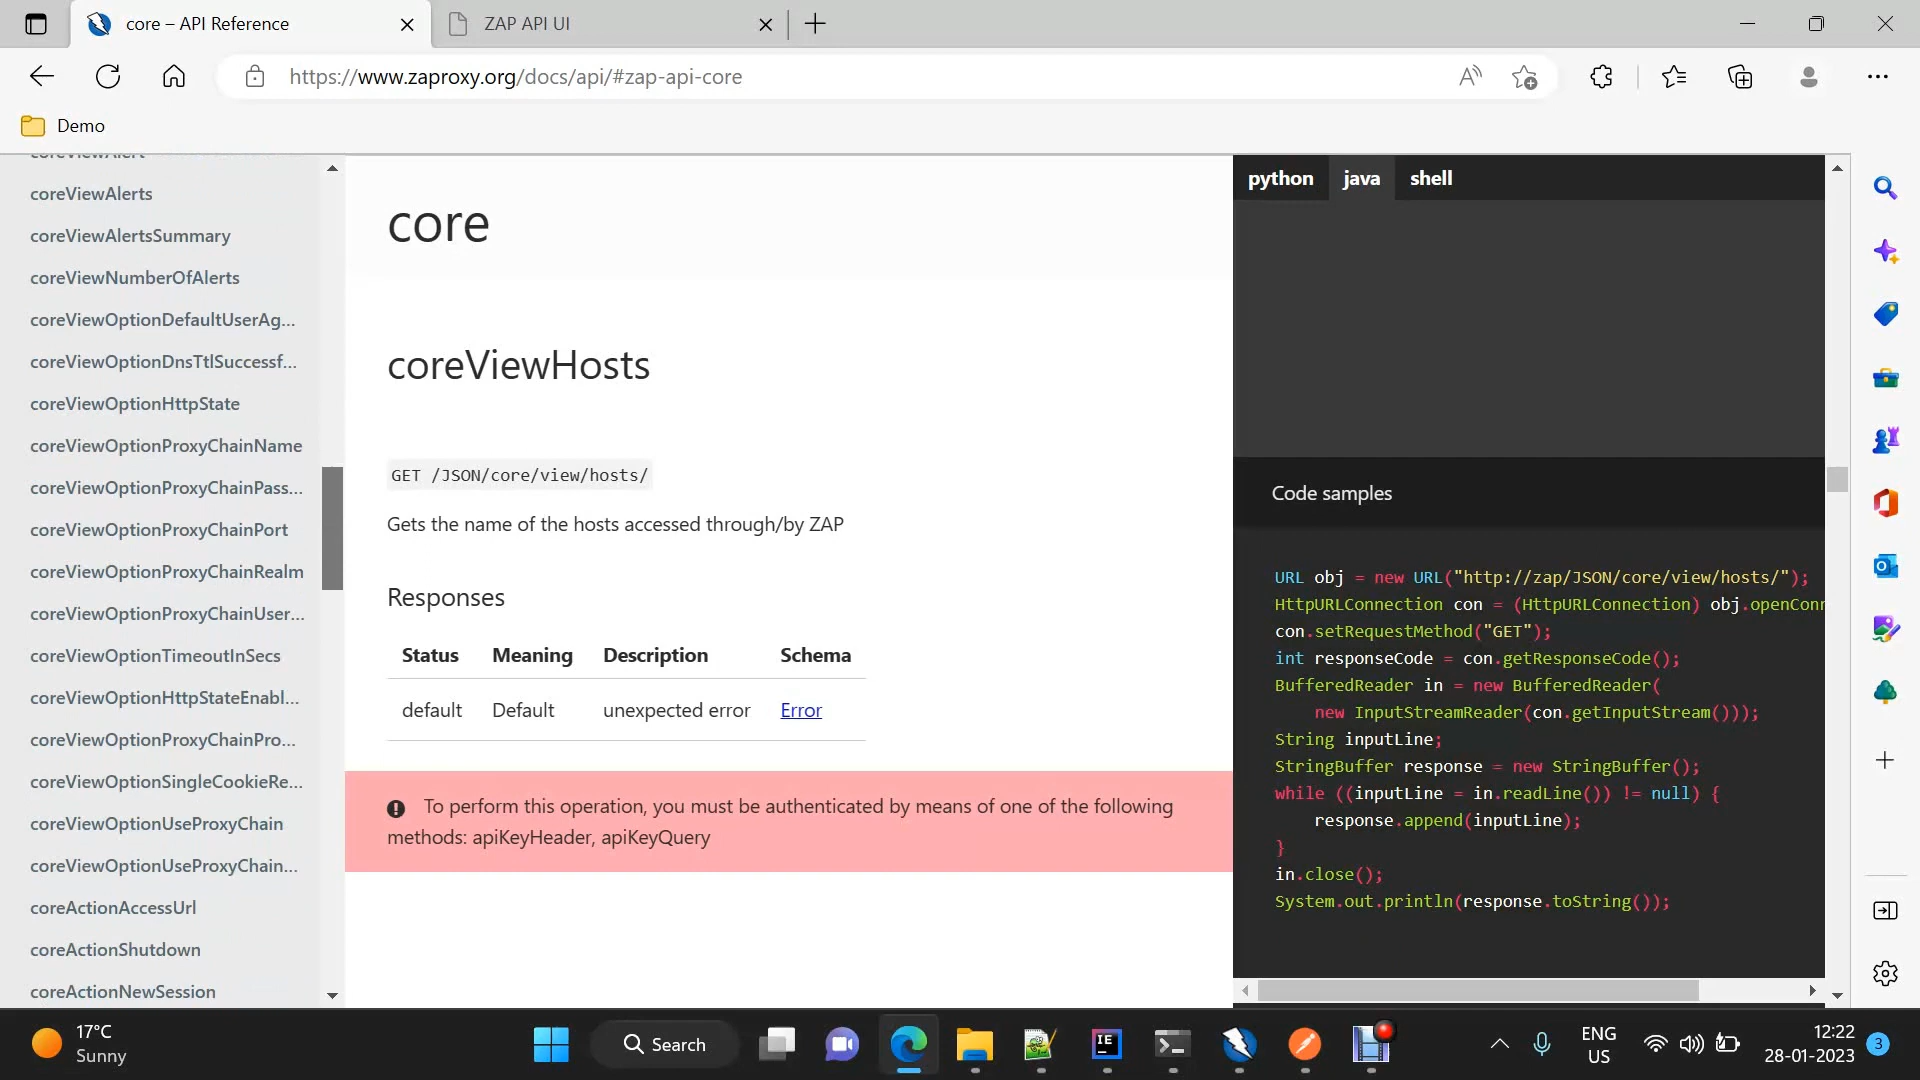 core – API Reference
ZAP API UI
https://www.zaproxy.org/docs/api/#zap-api-core
Demo
coreViewAlert
coreViewAlerts
coreViewAlertsSummary
coreViewNumberOfAlerts
coreViewOptionDefaultUserAg...
coreViewOptionDnsTtlSuccessf...
coreViewOptionHttpState
coreViewOptionProxyChainName
coreViewOptionProxyChainPass...
coreViewOptionProxyChainPort
coreViewOptionProxyChainRealm
coreViewOptionProxyChainUser...
coreViewOptionTimeoutInSecs
coreViewOptionHttpStateEnabl...
coreViewOptionProxyChainPro...
coreViewOptionSingleCookieRe...
coreViewOptionUseProxyChain
coreViewOptionUseProxyChain...
coreActionAccessUrl
coreActionShutdown
coreActionNewSession
core
coreViewHosts
GET /JSON/core/view/hosts/
Gets the name of the hosts accessed through/by ZAP
Responses
Status Meaning Description Schema
default Default unexpected error Error
To perform this operation, you must be authenticated by means of one of the following
methods: apiKeyHeader, apiKeyQuery
python java shell
Code samples
URL obj = new URL("http://zap/JSON/core/view/hosts/");
HttpURLConnection con = (HttpURLConnection) obj.openConn
con.setRequestMethod("GET");
int responseCode = con.getResponseCode();
BufferedReader in = new BufferedReader(
new InputStreamReader(con.getInputStream()));
String inputLine;
StringBuffer response = new StringBuffer();
while ((inputLine = in.readLine()) != null) {
response.append(inputLine);
}
in.close();
System.out.println(response.toString());
17°C
Sunny
Search
IE
ENG
US
12:22
28-01-2023
3